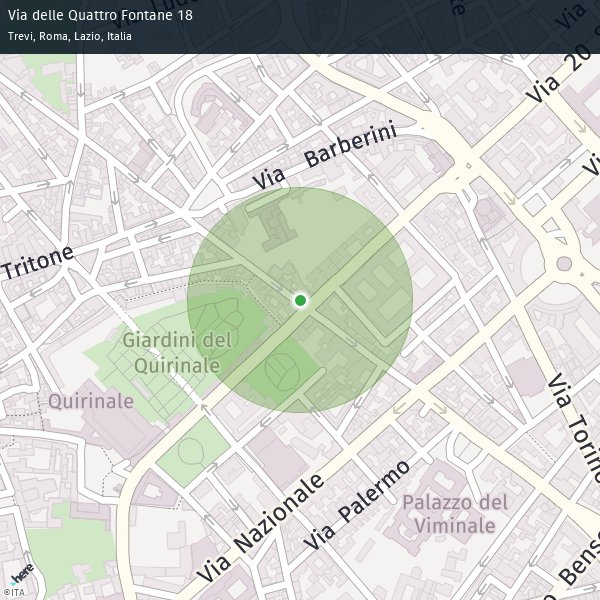 Via delle Quattro Fontane 18
Trevi, Roma, Lazio, Italia
Via 20
Via Barberini
Tritone
Giardini del
Quirinale
Quirinale
Via Torino
Via Nazionale
Via Palermo
Palazzo del
Viminale
here
©ITA